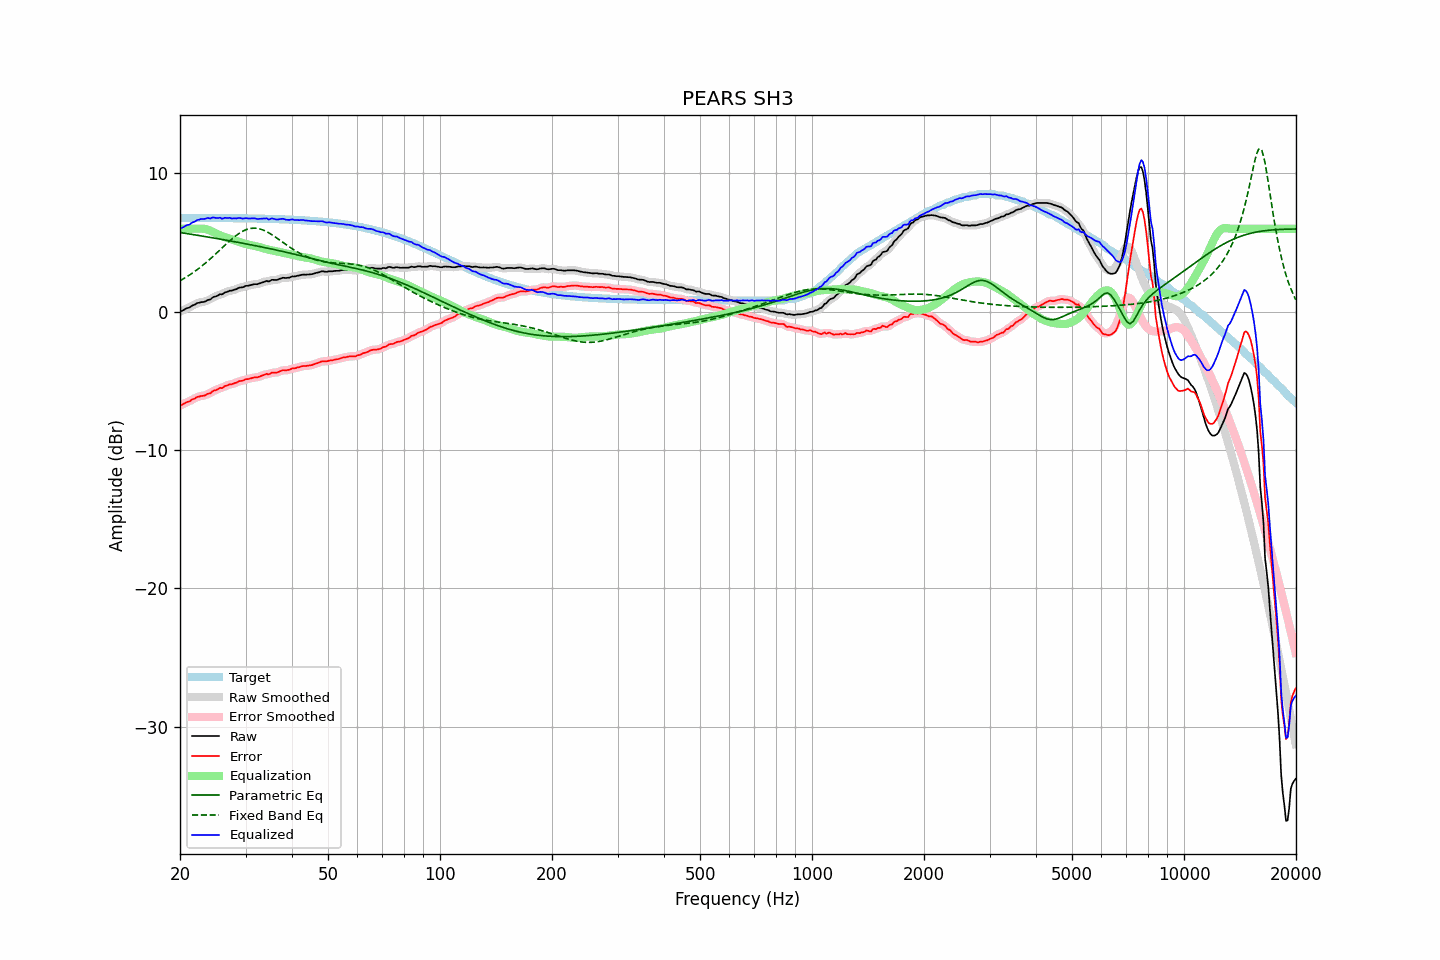 PEARS SH3
10
0
−10
−20
−30
Amplitude (dBr)
Target
Raw Smoothed
Error Smoothed
Raw
Error
Equalization
Parametric Eq
Fixed Band Eq
Equalized
20 50 100 200 500 1000 2000 5000 10000 20000
Frequency (Hz)